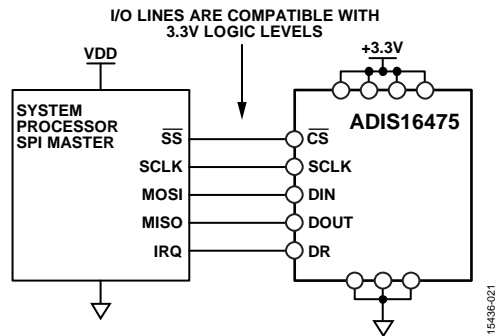 I/O LINES ARE COMPATIBLE WITH
3.3V LOGIC LEVELS
VDD
+3.3V
SYSTEM
PROCESSOR
SPI MASTER
ADIS16475
SS CS
SCLK SCLK
MOSI DIN
MISO DOUT
IRQ DR
15436-021